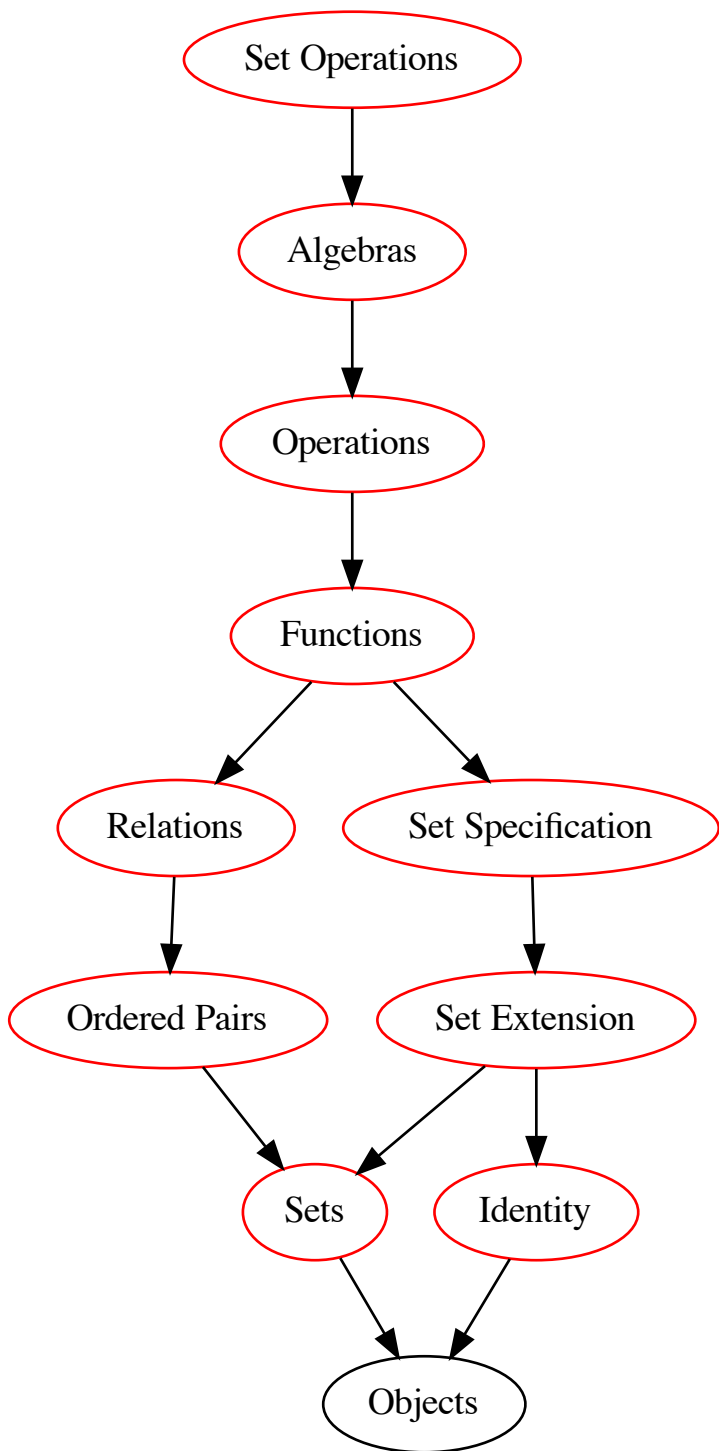 Set Operations
Algebras
Operations
Functions
Relations
Set Specification
Ordered Pairs
Set Extension
Sets
Identity
Objects